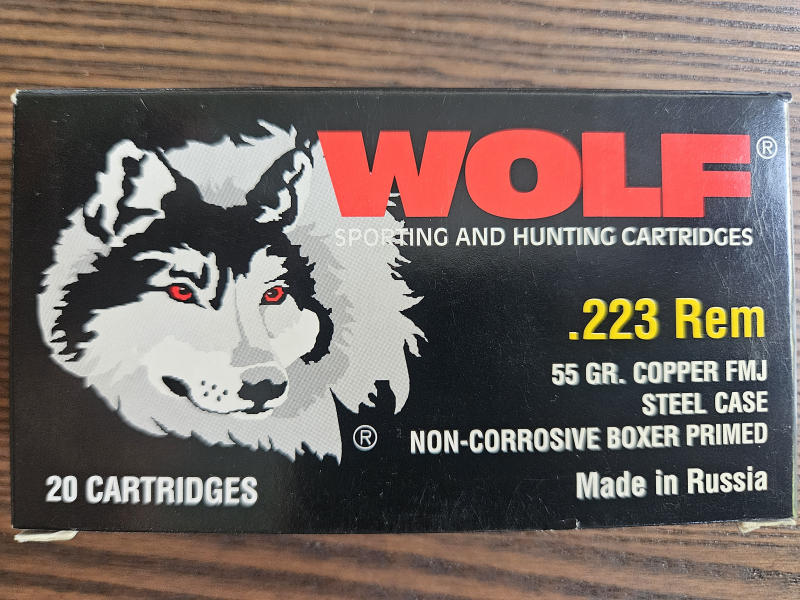 WOLF®
SPORTING AND HUNTING CARTRIDGES
.223 Rem
55 GR. COPPER FMJ
STEEL CASE
NON-CORROSIVE BOXER PRIMED
®
20 CARTRIDGES
Made in Russia